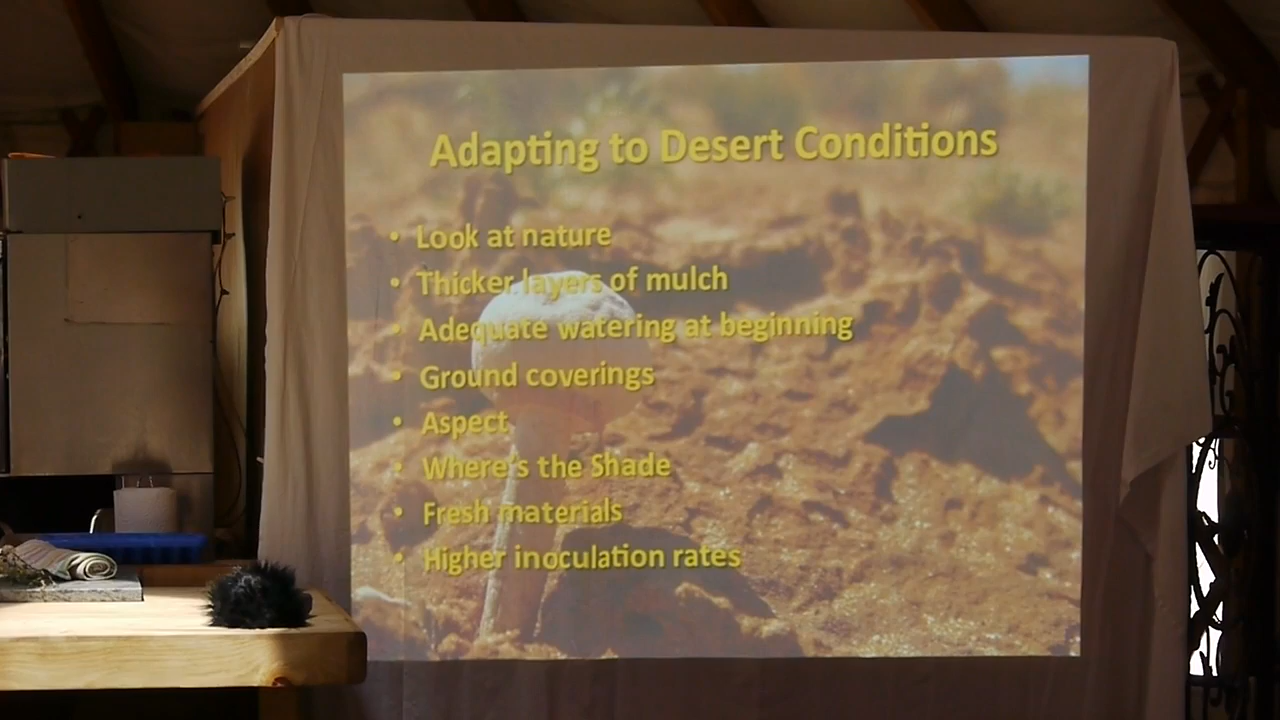 Adapting to Desert Conditions
• Look at nature
• Thicker layers of mulch
• Adequate watering at beginning
• Ground coverings
• Aspect
• Where's the Shade
• Fresh materials
• Higher inoculation rates